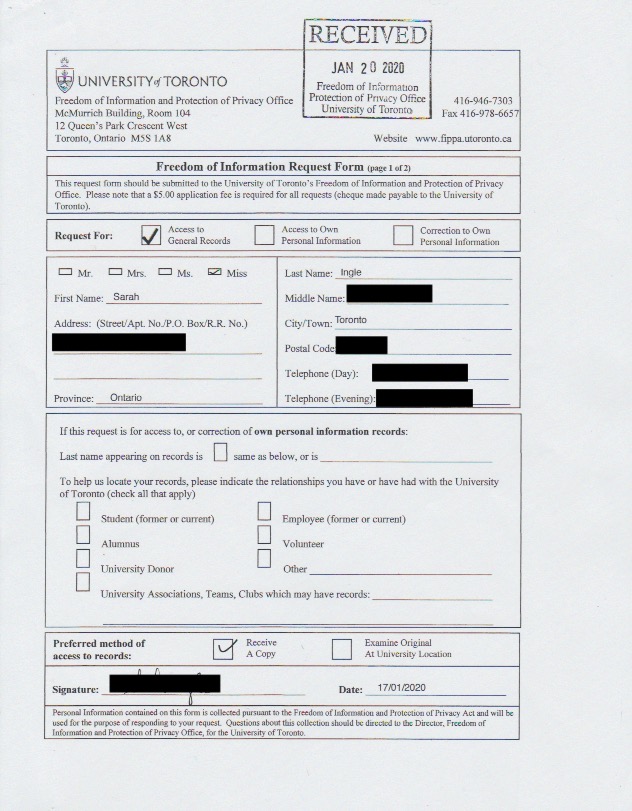 RECEIVED
JAN 20 2020
Freedom of Information
Protection of Privacy Office
University of Toronto
UNIVERSITY of TORONTO
Freedom of Information and Protection of Privacy Office
McMurrich Building, Room 104
12 Queen's Park Crescent West
Toronto, Ontario M5S 1A8
416-946-7303
Fax 416-978-6657
Website www.fippa.utoronto.ca
Freedom of Information Request Form (page 1 of 2)
This request form should be submitted to the University of Toronto's Freedom of Information and Protection of Privacy
Office. Please note that a $5.00 application fee is required for all requests (cheque made payable to the University of
Toronto).
Request For:
Access to
General Records
Access to Own
Personal Information
Correction to Own
Personal Information
Mr. Mrs. Ms. Miss
Last Name: Ingle
First Name: Sarah
Middle Name:
Address: (Street/Apt. No./P.O. Box/R.R. No.)
City/Town: Toronto
Postal Code:
Telephone (Day):
Province: Ontario
Telephone (Evening):
If this request is for access to, or correction of own personal information records:
Last name appearing on records is same as below, or is
To help us locate your records, please indicate the relationships you have or have had with the University
of Toronto (check all that apply)
Student (former or current)
Employee (former or current)
Alumnus
Volunteer
University Donor
Other
University Associations, Teams, Clubs which may have records:
Preferred method of
access to records:
Receive
A Copy
Examine Original
At University Location
Signature:
Date: 17/01/2020
Personal Information contained on this form is collected pursuant to the Freedom of Information and Protection of Privacy Act and will be
used for the purpose of responding to your request. Questions about this collection should be directed to the Director, Freedom of
Information and Protection of Privacy Office, for the University of Toronto.